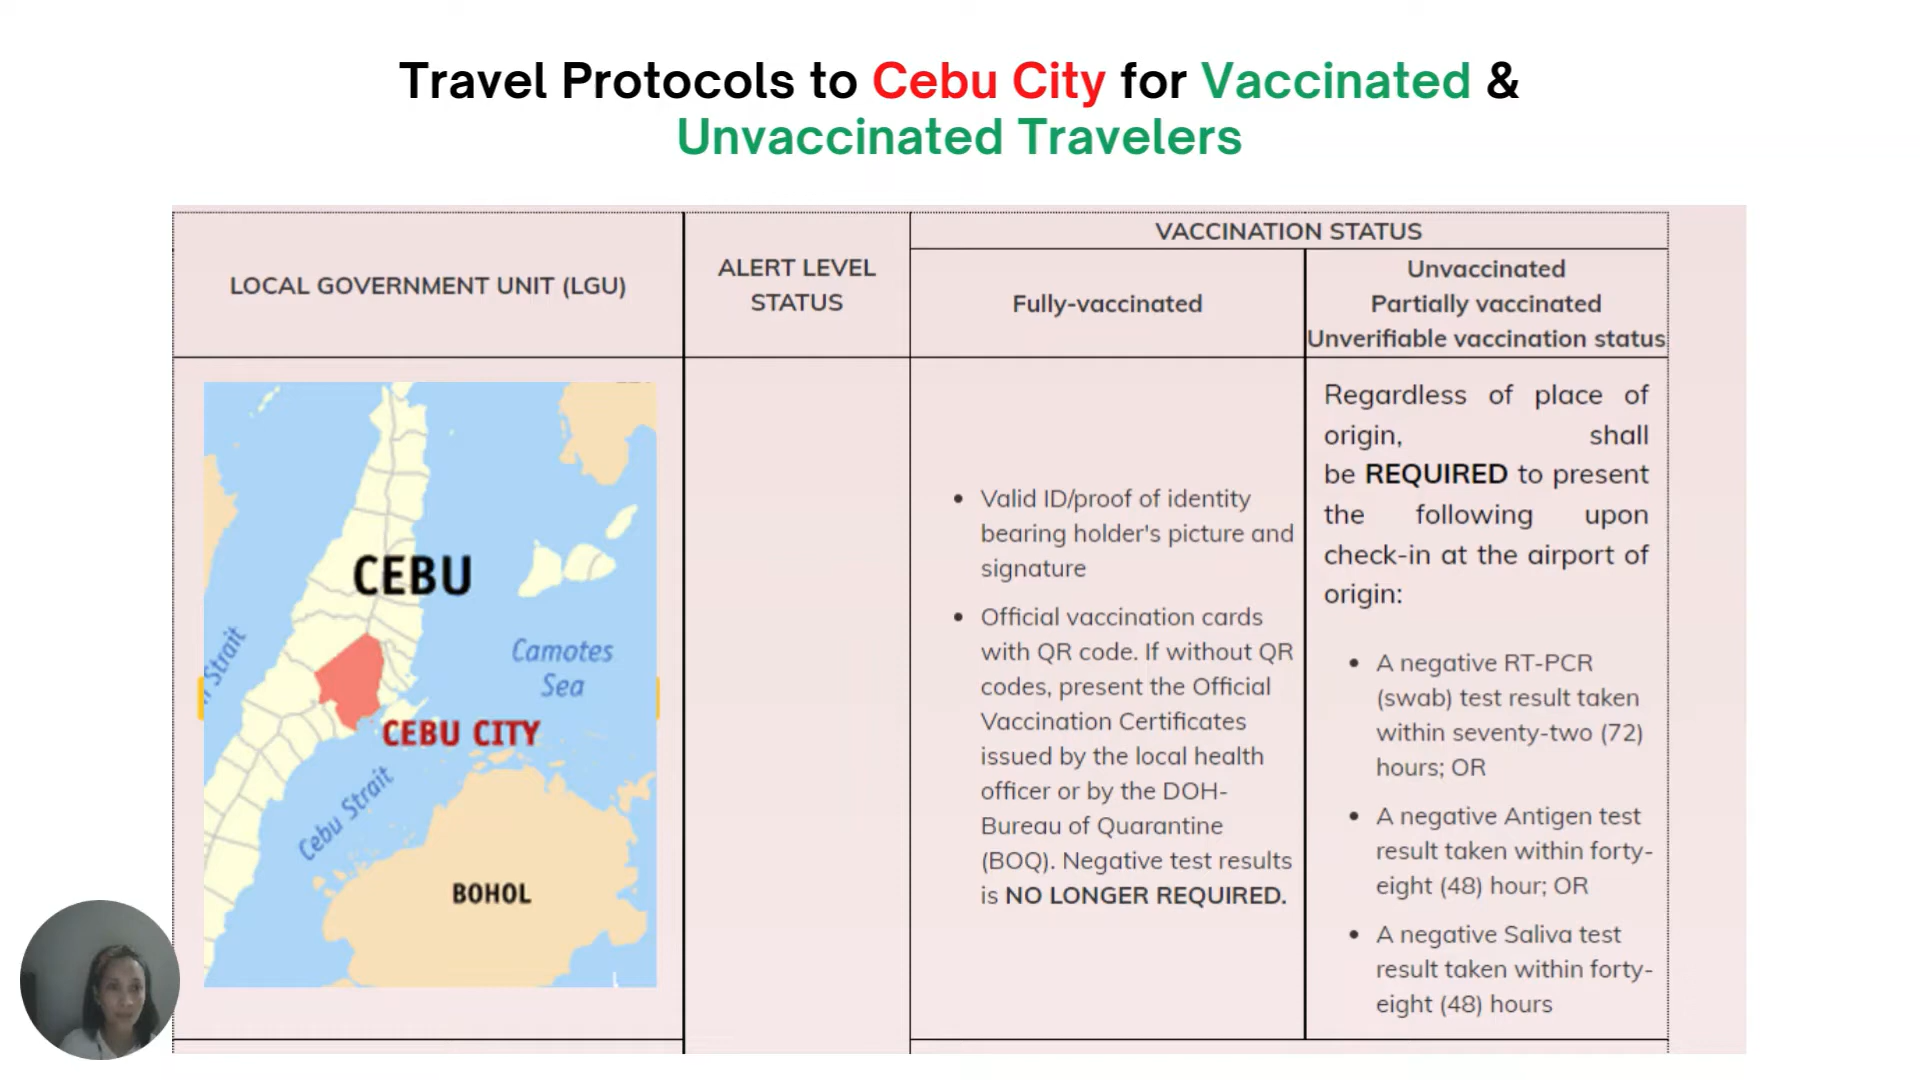 Travel Protocols to Cebu City for Vaccinated &
Unvaccinated Travelers
LOCAL GOVERNMENT UNIT (LGU)
ALERT LEVEL
STATUS
VACCINATION STATUS
Fully-vaccinated
Unvaccinated
Partially vaccinated
Unverifiable vaccination status
CEBU
Strait
Camotes
Sea
CEBU CITY
Cebu Strait
BOHOL
• Valid ID/proof of identity
bearing holder's picture and
signature
• Official vaccination cards
with QR code. If without QR
codes, present the Official
Vaccination Certificates
issued by the local health
officer or by the DOH-
Bureau of Quarantine
(BOQ). Negative test results
is NO LONGER REQUIRED.
Regardless of place of
origin, shall
be REQUIRED to present
the following upon
check-in at the airport of
origin:
• A negative RT-PCR
(swab) test result taken
within seventy-two (72)
hours; OR
• A negative Antigen test
result taken within forty-
eight (48) hour; OR
• A negative Saliva test
result taken within forty-
eight (48) hours